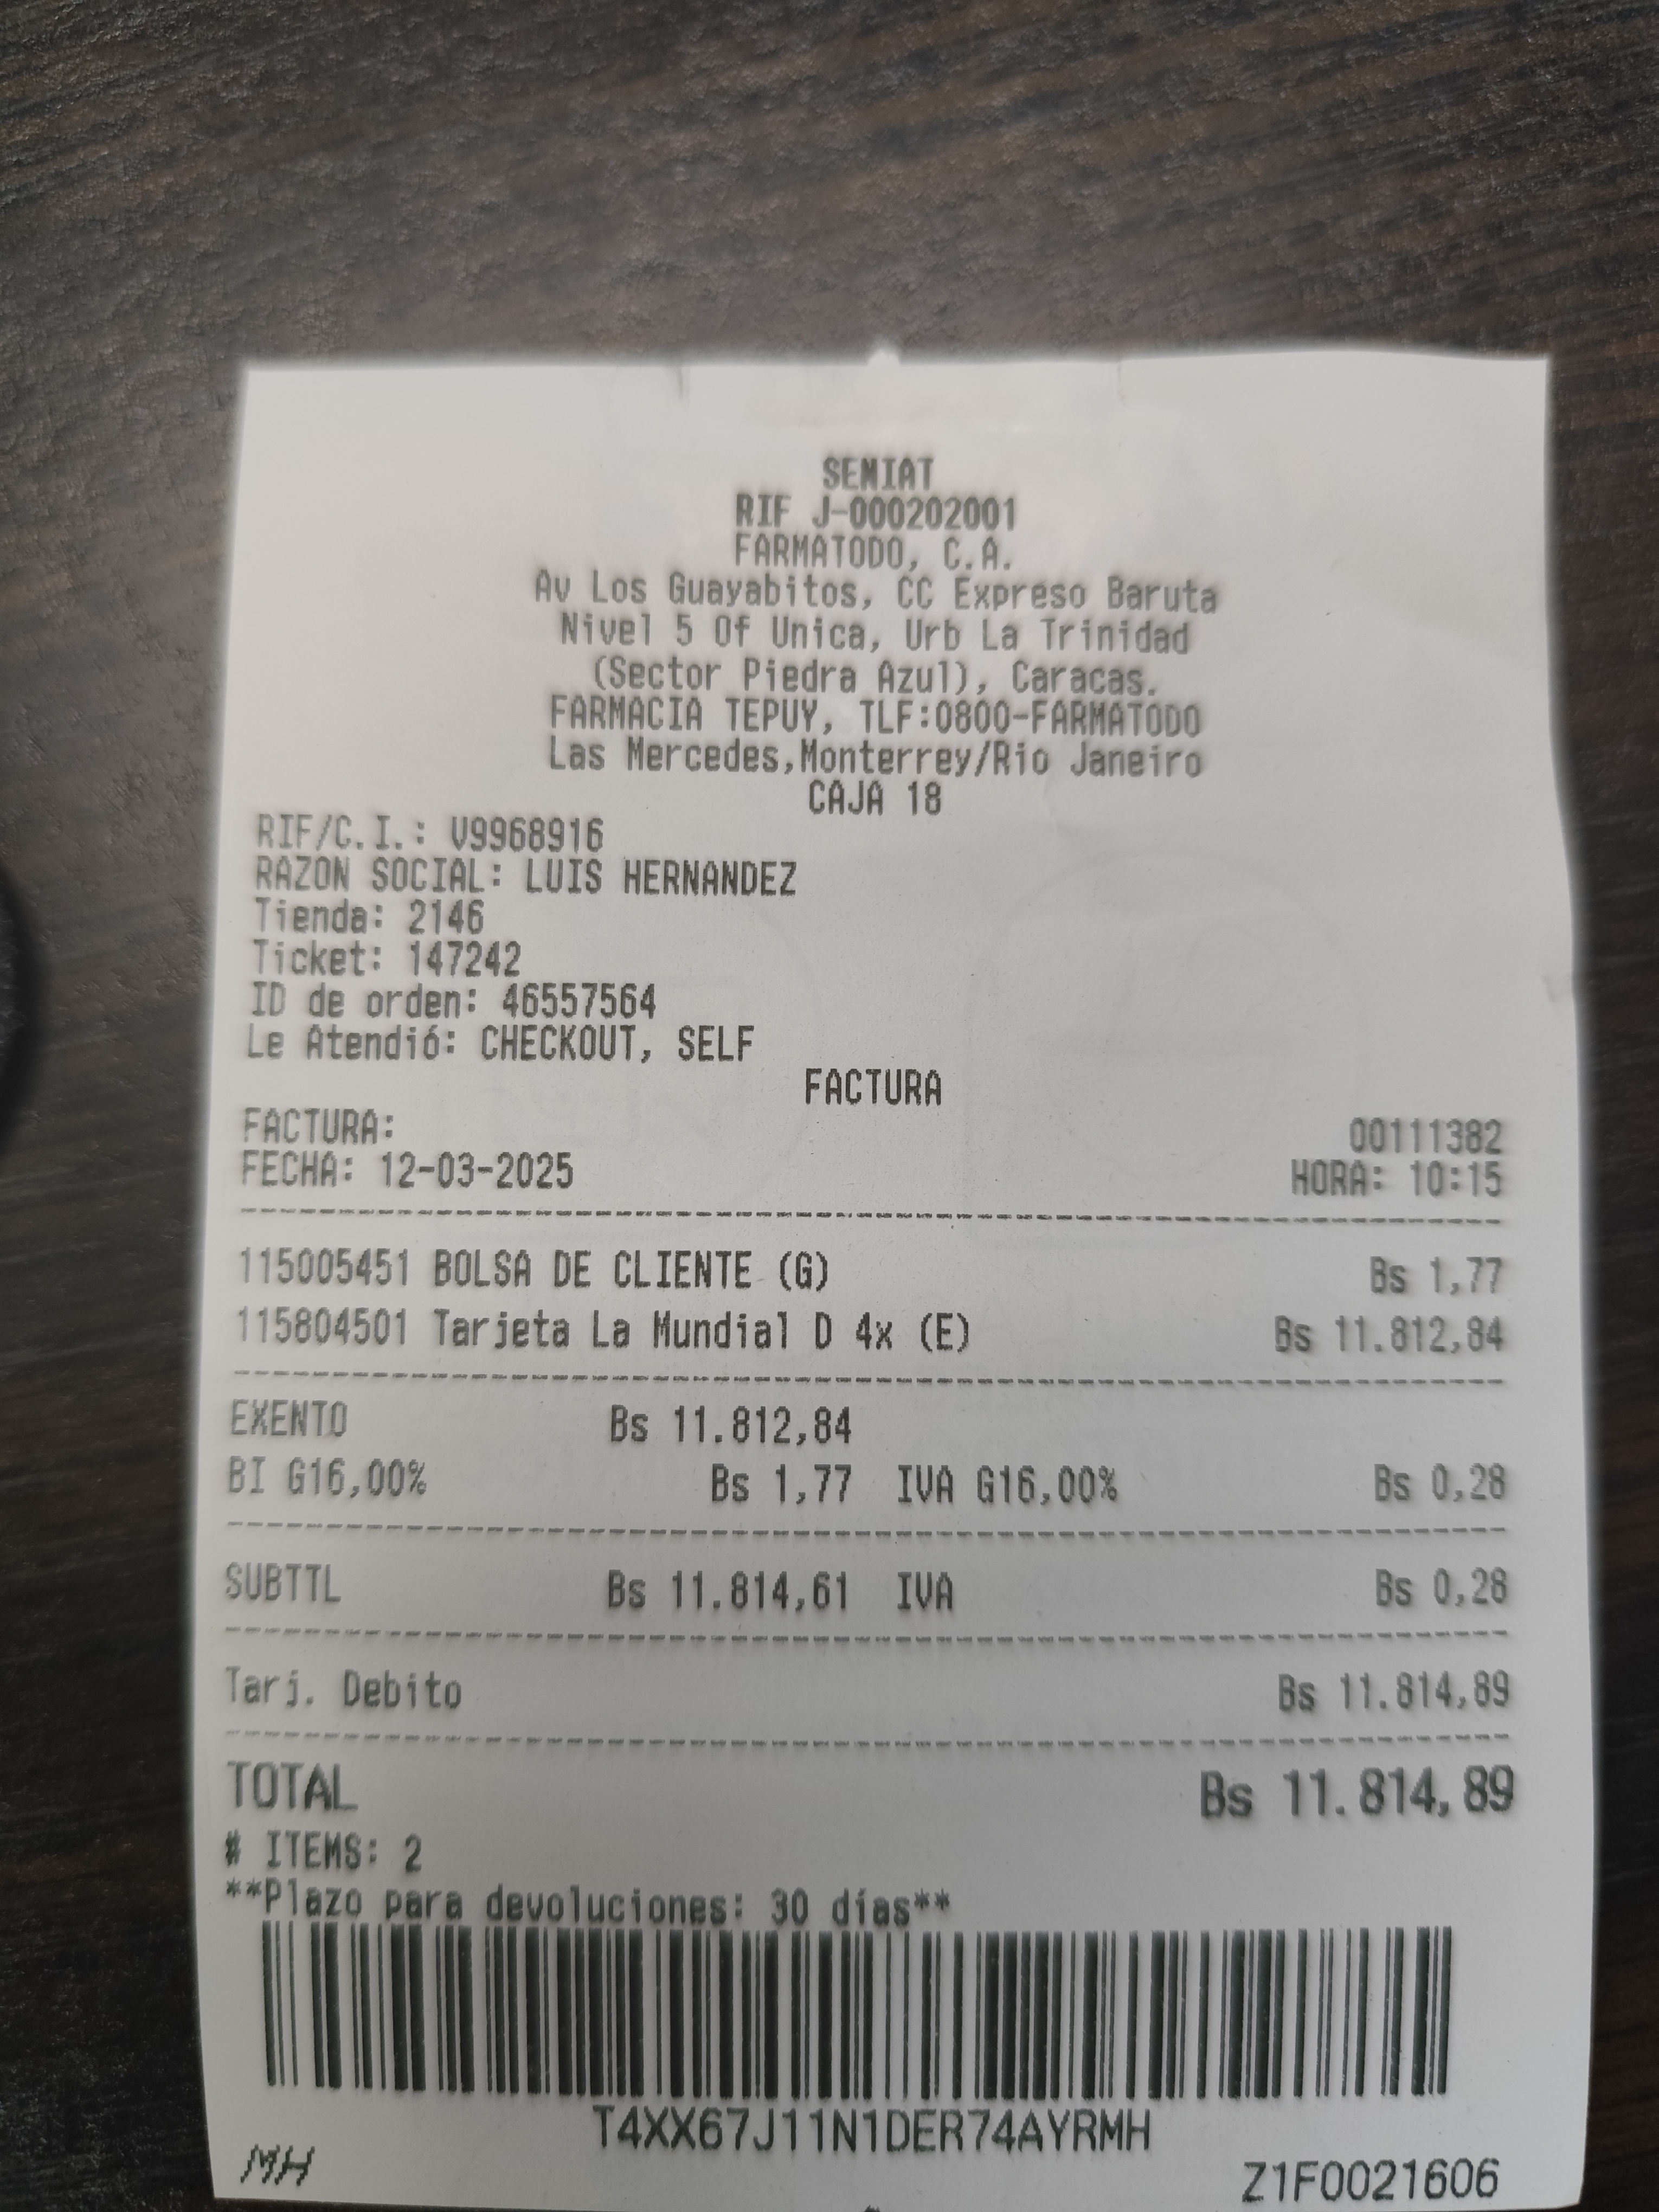 SENIAT
RIF J-000202001
FARMATODO, C.A.
Av Los Guayabitos, CC Expreso Baruta
Nivel 5 Of Unica, Urb La Trinidad
(Sector Piedra Azul), Caracas.
FARMACIA TEPUY, TLF:0800-FARMATODO
Las Mercedes,Monterrey/Rio Janeiro
CAJA 18
RIF/C.I.: V9968916
RAZON SOCIAL: LUIS HERNANDEZ
Tienda: 2146
Ticket: 147242
ID de orden: 46557564
Le Atendió: CHECKOUT, SELF
FACTURA
FACTURA: 00111382
FECHA: 12-03-2025 HORA: 10:15
115005451 BOLSA DE CLIENTE (G) Bs 1,77
115804501 Tarjeta La Mundial D 4x (E) Bs 11.812,84
EXENTO Bs 11.812,84
BI G16,00% Bs 1,77 IVA G16,00% Bs 0,28
SUBTTL Bs 11.814,61 IVA Bs 0,28
Tarj. Debito Bs 11.814,89
TOTAL Bs 11.814,89
# ITEMS: 2
**Plazo para devoluciones: 30 días**
T4XX67J11N1DER74AYRMH
MH Z1F0021606